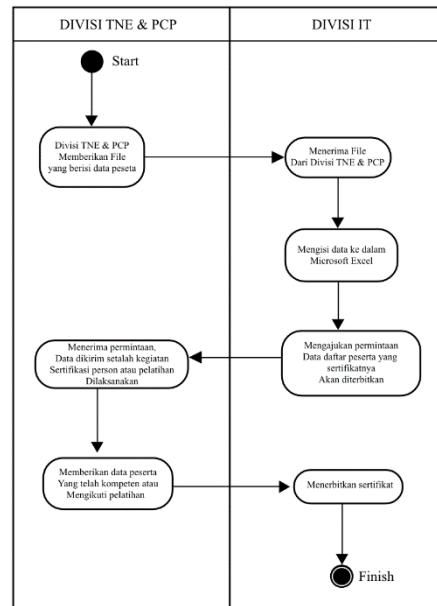 DIVISI TNE & PCP
DIVISI IT
Start
Divisi TNE & PCP
Memberikan File
yang berisi data peseta
Menerima File
Dari Divisi TNE & PCP
Mengisi data ke dalam
Microsoft Excel
Mengajukan permintaan
Data daftar peserta yang
sertifikatnya
Akan diterbitkan
Menerima permintaan,
Data dikirim setalah kegiatan
Sertifikasi person atau pelatihan
Dilaksanakan
Memberikan data peserta
Yang telah kompeten atau
Mengikuti pelatihan
Menerbitkan sertifikat
Finish